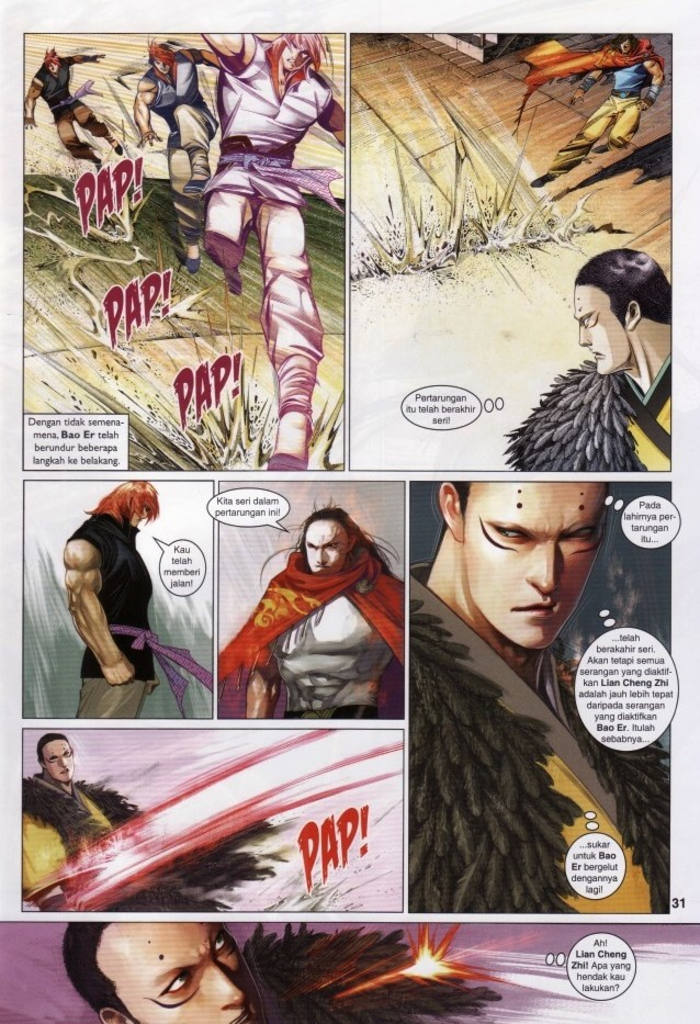 PAP!
PAP!
PAP!
Dengan tidak semena-
mena, Bao Er telah
berundur beberapa
langkah ke belakang.
Pertarungan
itu telah berakhir
seri!
Kau
telah
memberi
jalan!
Kita seri dalam
pertarungan ini!
Pada
lahirnya per-
tarungan
itu...
...telah
berakahir seri.
Akan tetapi semua
serangan yang diaktif-
kan Lian Cheng Zhi
adalah jauh lebih tepat
daripada serangan
yang diaktifkan
Bao Er. Itulah
sebabnya...
...sukar
untuk Bao
Er bergelut
dengannya
lagi!
PAP!
31
Ah!
Lian Cheng
Zhi! Apa yang
hendak kau
lakukan?